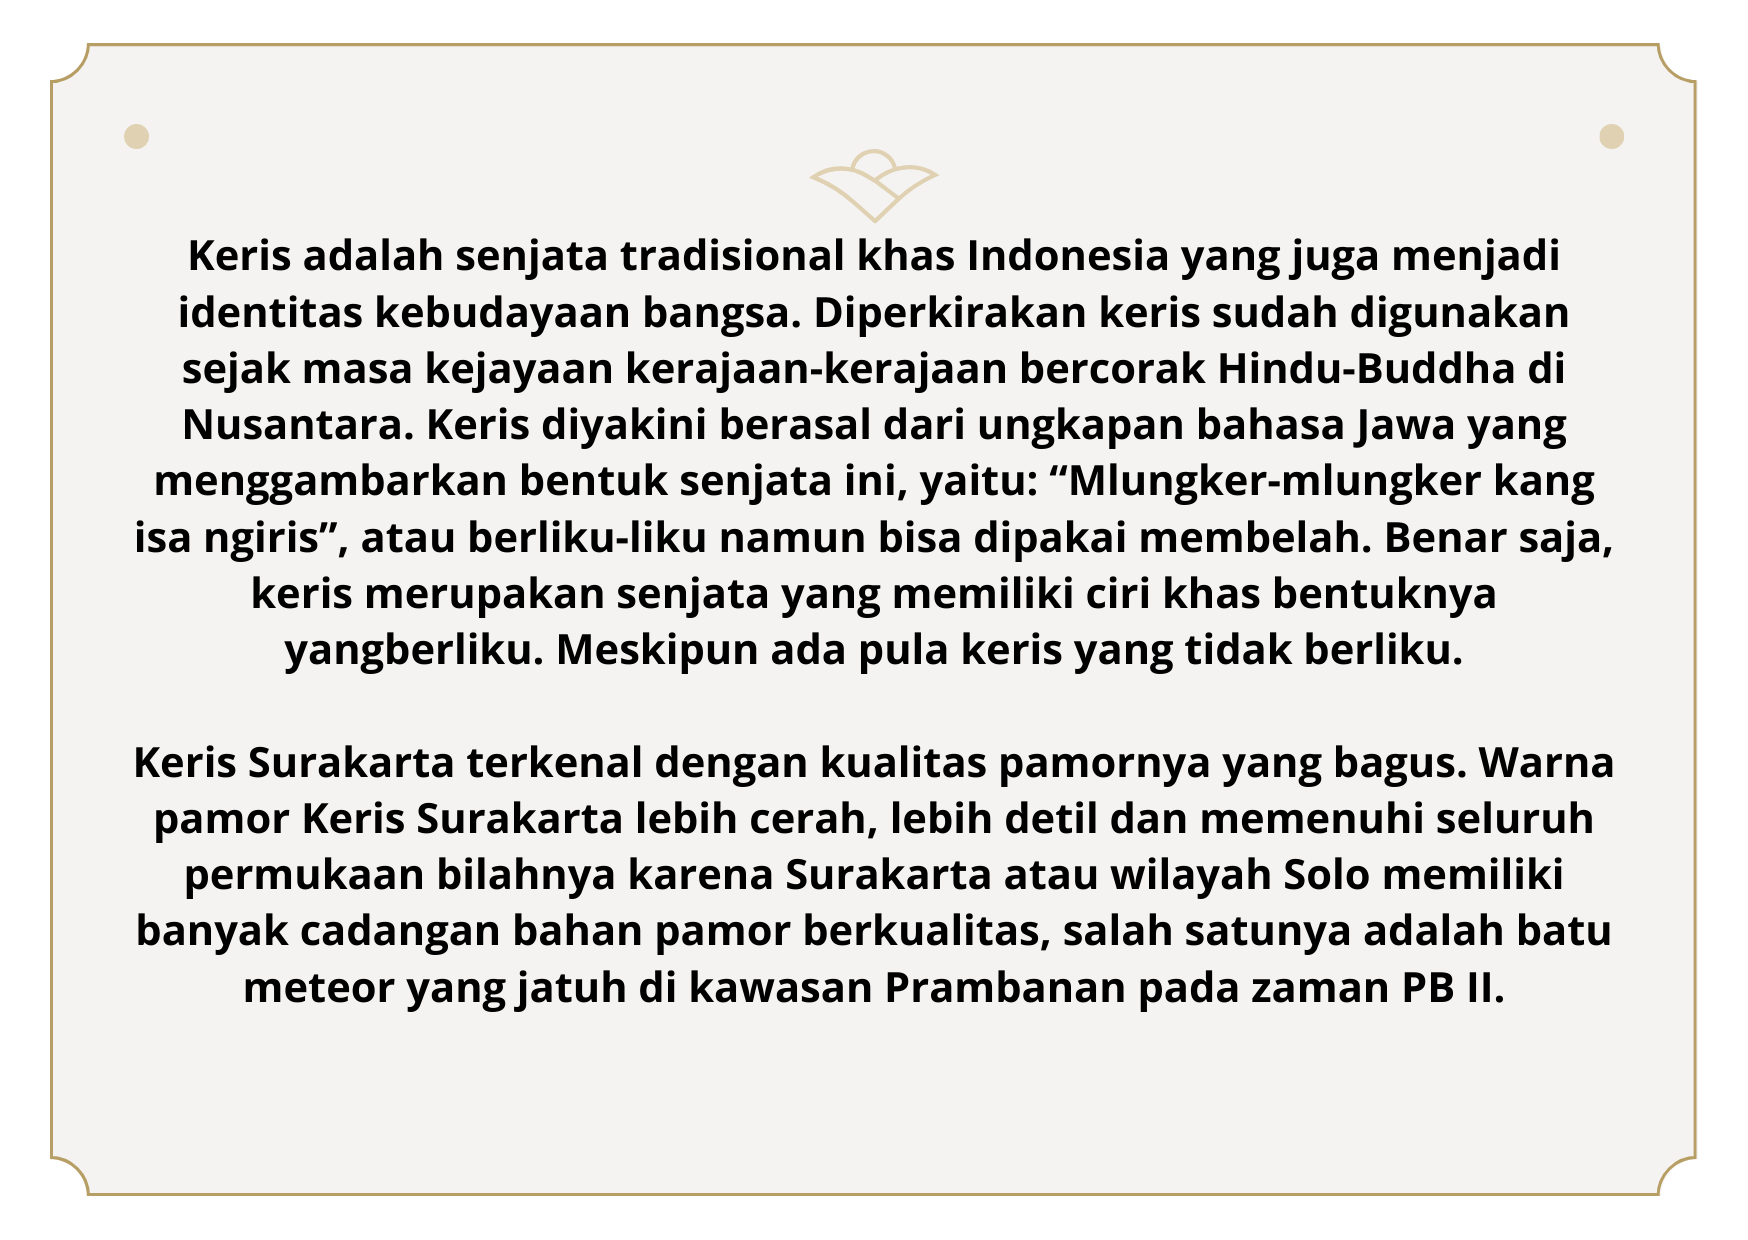 Keris adalah senjata tradisional khas Indonesia yang juga menjadi
identitas kebudayaan bangsa. Diperkirakan keris sudah digunakan
sejak masa kejayaan kerajaan-kerajaan bercorak Hindu-Buddha di
Nusantara. Keris diyakini berasal dari ungkapan bahasa Jawa yang
menggambarkan bentuk senjata ini, yaitu: “Mlungker-mlungker kang
isa ngiris”, atau berliku-liku namun bisa dipakai membelah. Benar saja,
keris merupakan senjata yang memiliki ciri khas bentuknya
yangberliku. Meskipun ada pula keris yang tidak berliku.
Keris Surakarta terkenal dengan kualitas pamornya yang bagus. Warna
pamor Keris Surakarta lebih cerah, lebih detil dan memenuhi seluruh
permukaan bilahnya karena Surakarta atau wilayah Solo memiliki
banyak cadangan bahan pamor berkualitas, salah satunya adalah batu
meteor yang jatuh di kawasan Prambanan pada zaman PB II.